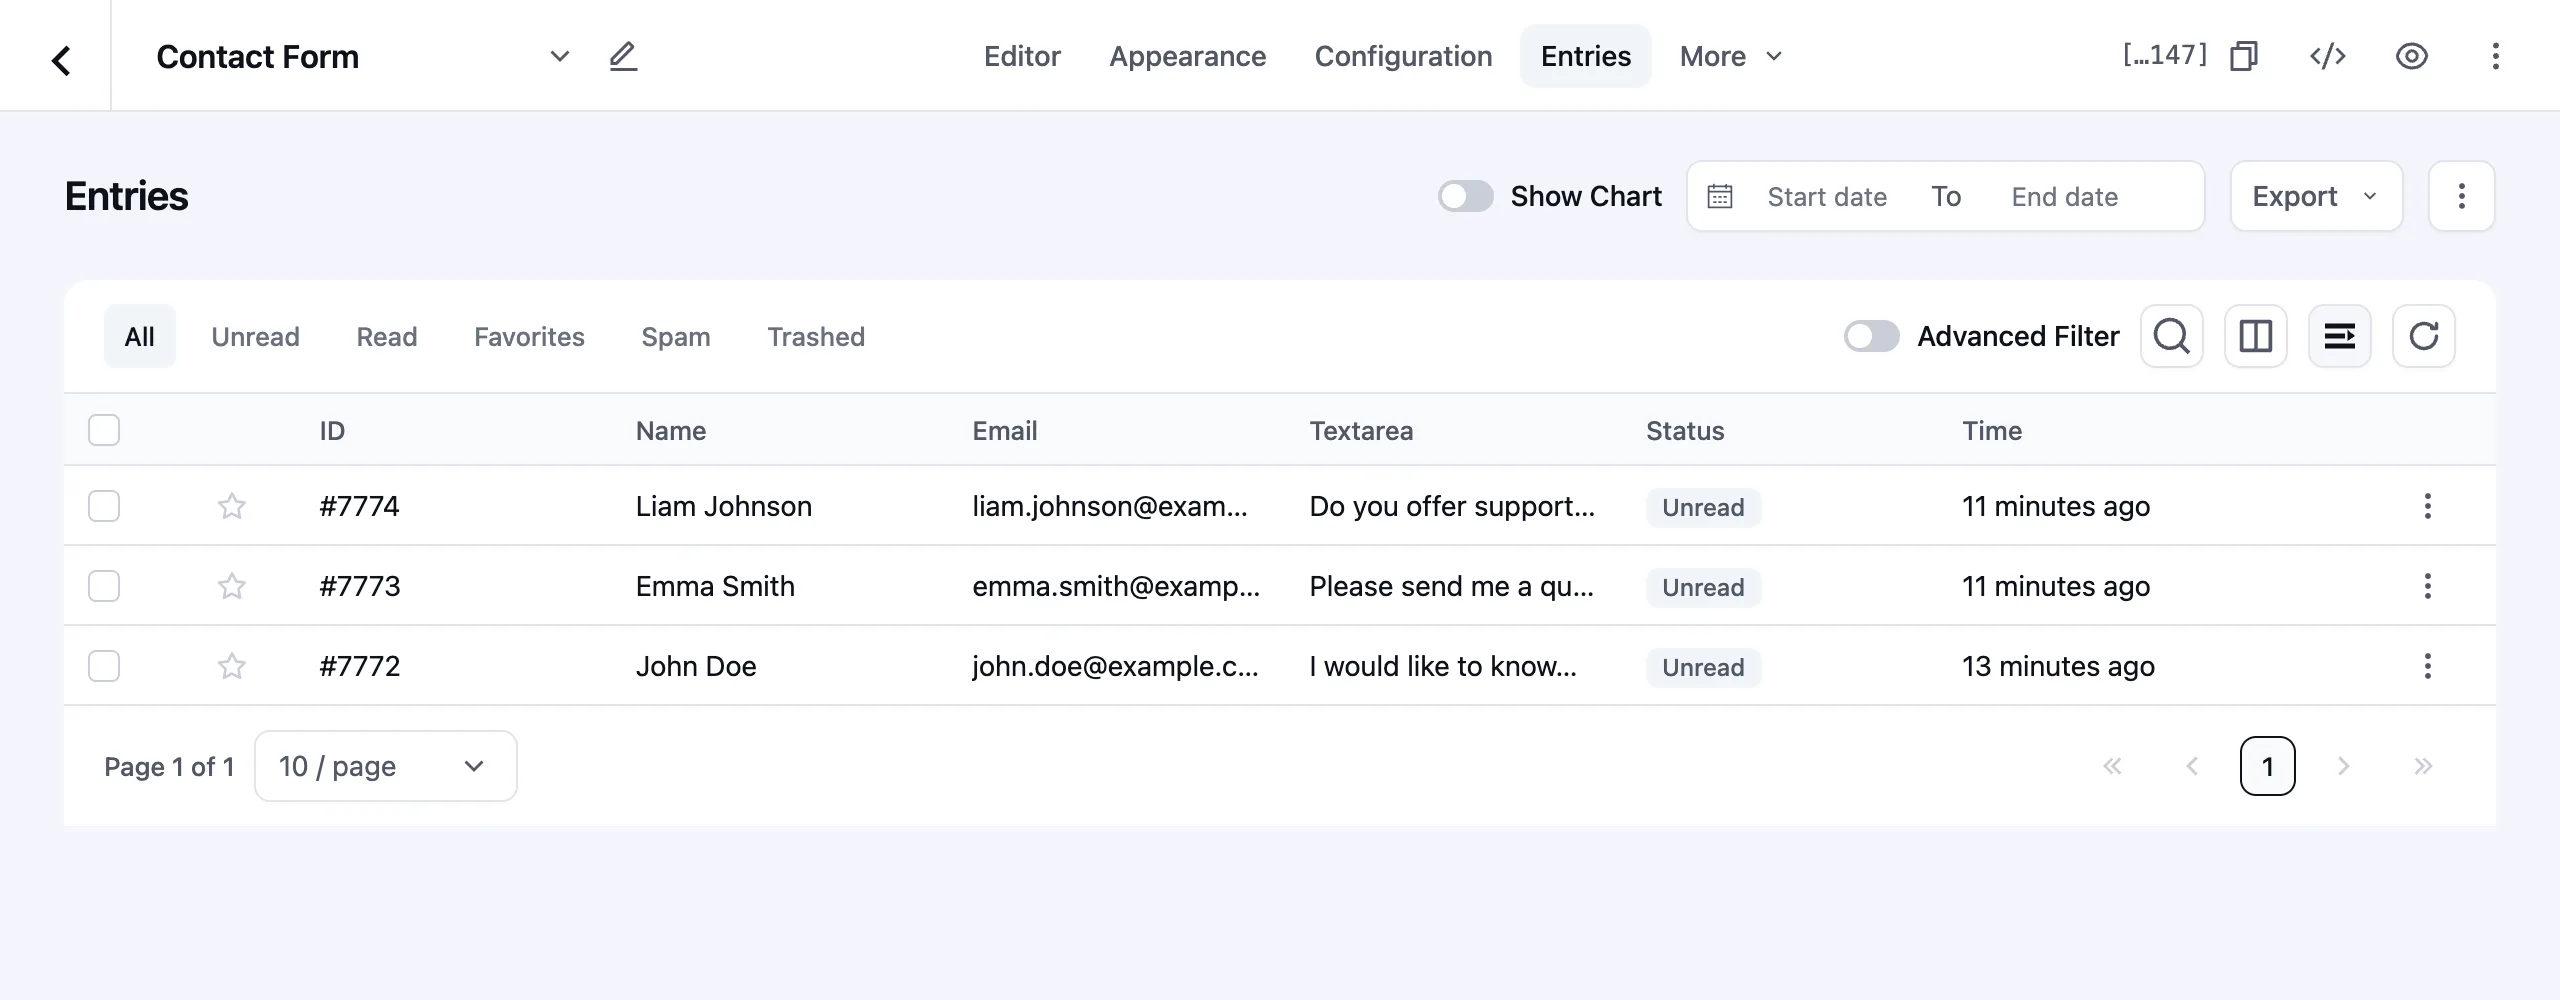 Contact Form Editor Appearance Configuration Entries More […147] </>
Entries Show Chart Start date To End date Export
All Unread Read Favorites Spam Trashed Advanced Filter
ID Name Email Textarea Status Time
#7774 Liam Johnson liam.johnson@exam... Do you offer support... Unread 11 minutes ago
#7773 Emma Smith emma.smith@examp... Please send me a qu... Unread 11 minutes ago
#7772 John Doe john.doe@example.c... I would like to know... Unread 13 minutes ago
Page 1 of 1 10 / page 1